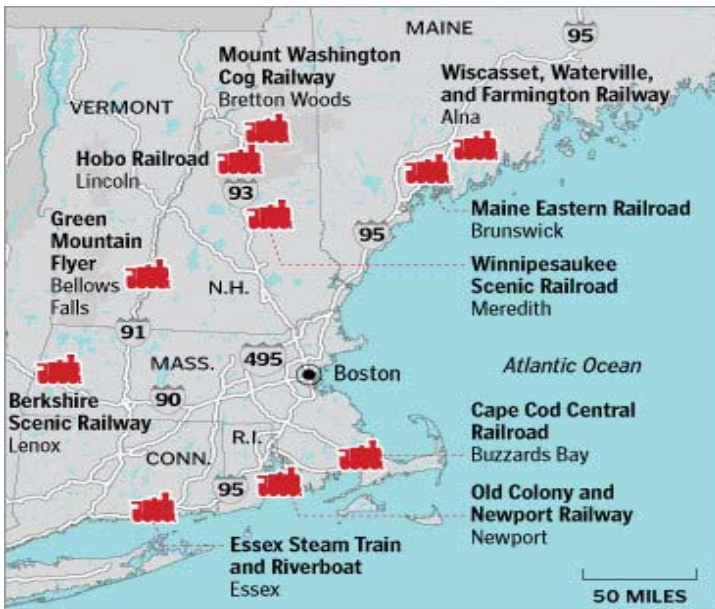 MAINE
95
Mount Washington
Cog Railway
Bretton Woods
Wiscasset, Waterville,
and Farmington Railway
Alna
VERMONT
Hobo Railroad
Lincoln
93
Maine Eastern Railroad
Brunswick
Green
Mountain
Flyer
Bellows
Falls
95
Winnipesaukee
Scenic Railroad
Meredith
N.H.
91
MASS.
495
Boston
Atlantic Ocean
90
Berkshire
Scenic Railway
Lenox
Cape Cod Central
Railroad
Buzzards Bay
R.I.
CONN.
95
Old Colony and
Newport Railway
Newport
Essex Steam Train
and Riverboat
Essex
50 MILES